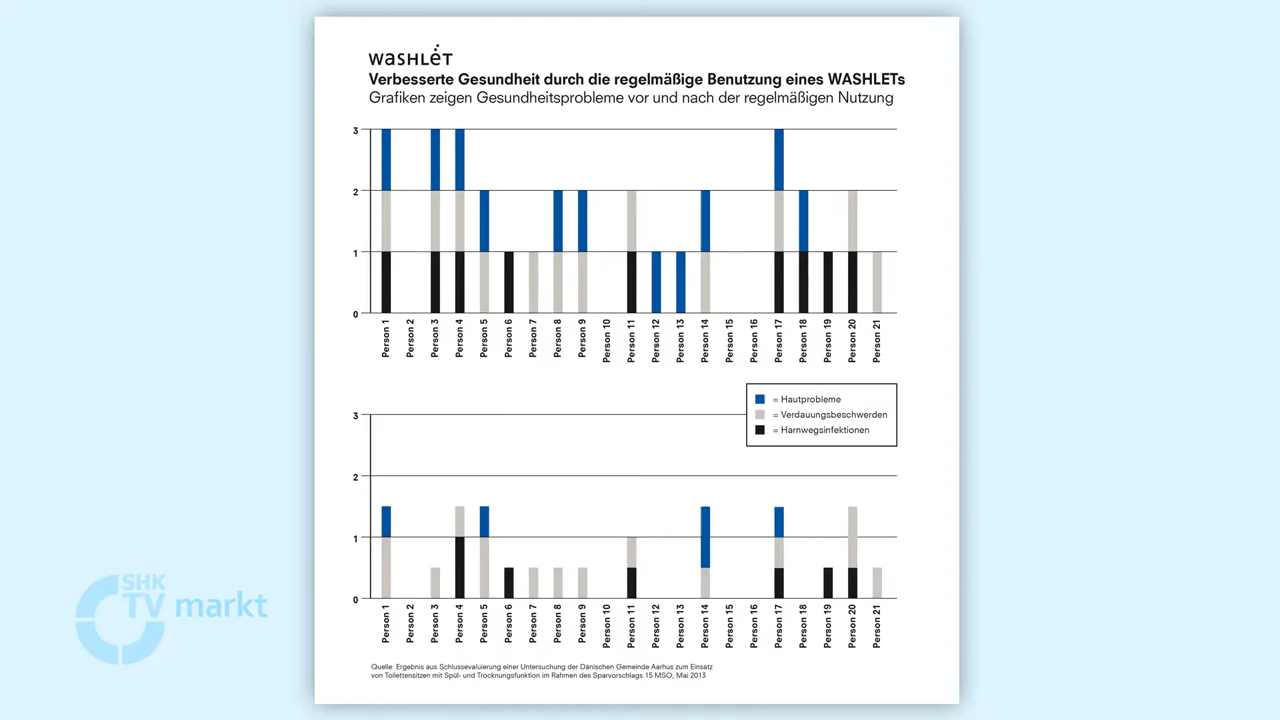 WASHLET
Verbesserte Gesundheit durch die regelmäßige Benutzung eines WASHLETs
Grafiken zeigen Gesundheitsprobleme vor und nach der regelmäßigen Nutzung
3
2
1
0
Person 1 Person 2 Person 3 Person 4 Person 5 Person 6 Person 7 Person 8 Person 9 Person 10 Person 11 Person 12 Person 13 Person 14 Person 15 Person 16 Person 17 Person 18 Person 19 Person 20 Person 21
= Hautprobleme
= Verdauungsbeschwerden
= Harnwegsinfektionen
3
2
1
0
Person 1 Person 2 Person 3 Person 4 Person 5 Person 6 Person 7 Person 8 Person 9 Person 10 Person 11 Person 12 Person 13 Person 14 Person 15 Person 16 Person 17 Person 18 Person 19 Person 20 Person 21
SHK
TV markt
Quelle: Ergebnis aus Schlussevaluierung einer Untersuchung der Dänischen Gemeinde Aarhus zum Einsatz
von Toilettensitzen mit Spül- und Trocknungsfunktion im Rahmen des Sparvorschlags 15 MSO; Mai 2013